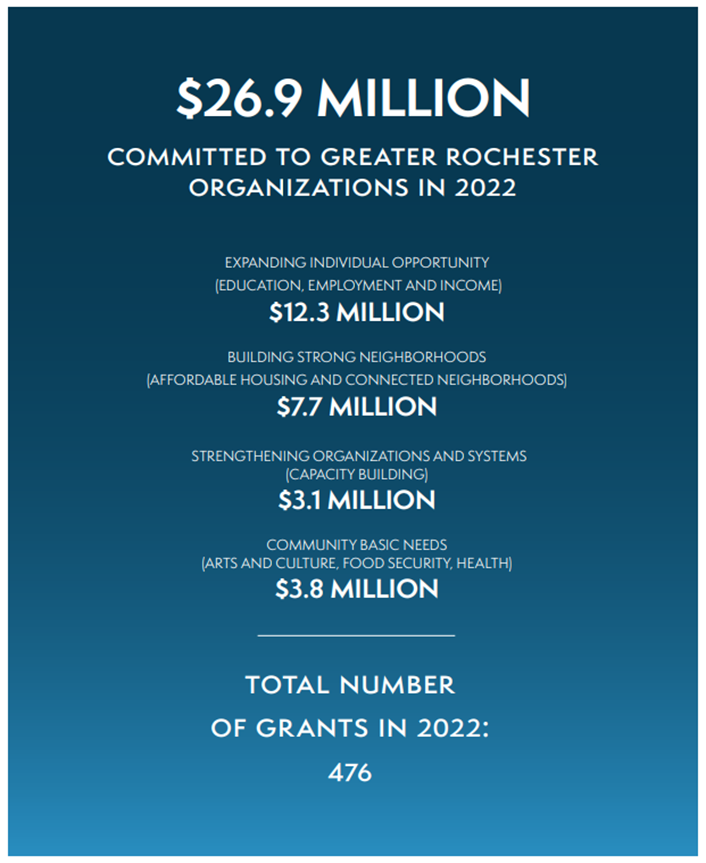 $26.9 MILLION
COMMITTED TO GREATER ROCHESTER
ORGANIZATIONS IN 2022
EXPANDING INDIVIDUAL OPPORTUNITY
(EDUCATION, EMPLOYMENT AND INCOME)
$12.3 MILLION
BUILDING STRONG NEIGHBORHOODS
(AFFORDABLE HOUSING AND CONNECTED NEIGHBORHOODS)
$7.7 MILLION
STRENGTHENING ORGANIZATIONS AND SYSTEMS
(CAPACITY BUILDING)
$3.1 MILLION
COMMUNITY BASIC NEEDS
(ARTS AND CULTURE, FOOD SECURITY, HEALTH)
$3.8 MILLION
TOTAL NUMBER
OF GRANTS IN 2022:
476